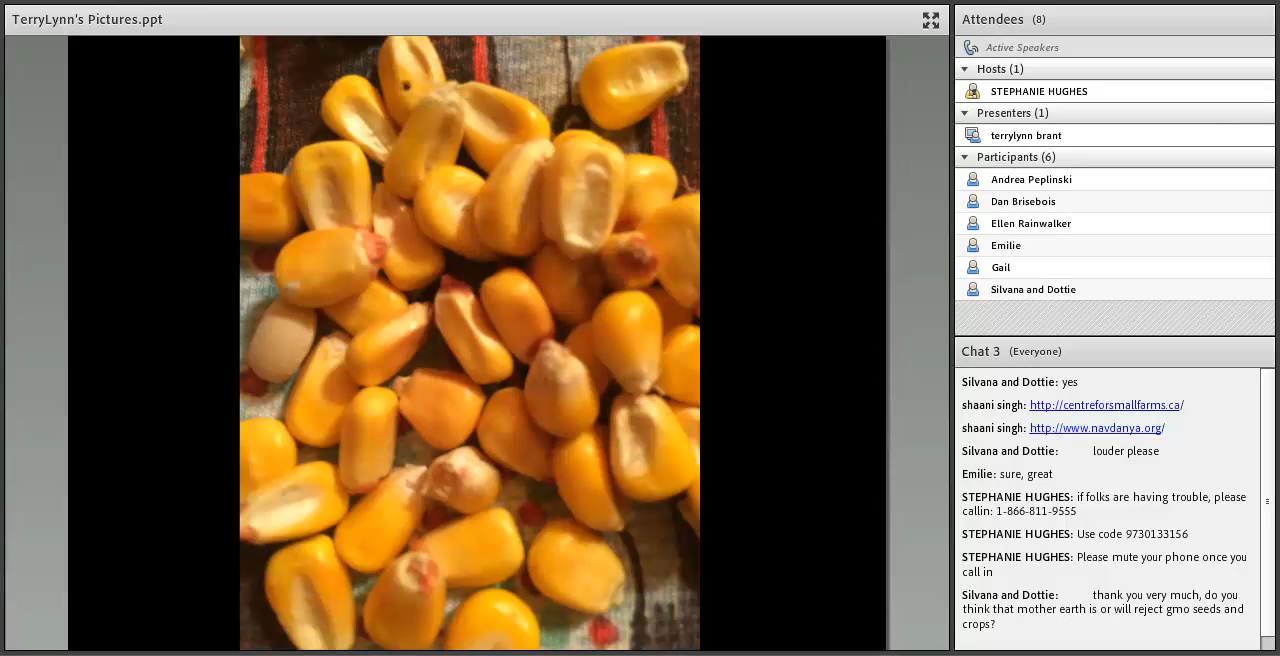 TerryLynn's Pictures.ppt
Attendees (8)
Active Speakers
Hosts (1)
STEPHANIE HUGHES
Presenters (1)
terrylynn brant
Participants (6)
Andrea Peplinski
Dan Brisebois
Ellen Rainwalker
Emilie
Gail
Silvana and Dottie
Chat 3 (Everyone)
Silvana and Dottie: yes
shaani singh: http://centreforsmallfarms.ca/
shaani singh: http://www.navdanya.org/
Silvana and Dottie: louder please
Emilie: sure, great
STEPHANIE HUGHES: if folks are having trouble, please
callin: 1-866-811-9555
STEPHANIE HUGHES: Use code 9730133156
STEPHANIE HUGHES: Please mute your phone once you
call in
Silvana and Dottie: thank you very much, do you
think that mother earth is or will reject gmo seeds and
crops?